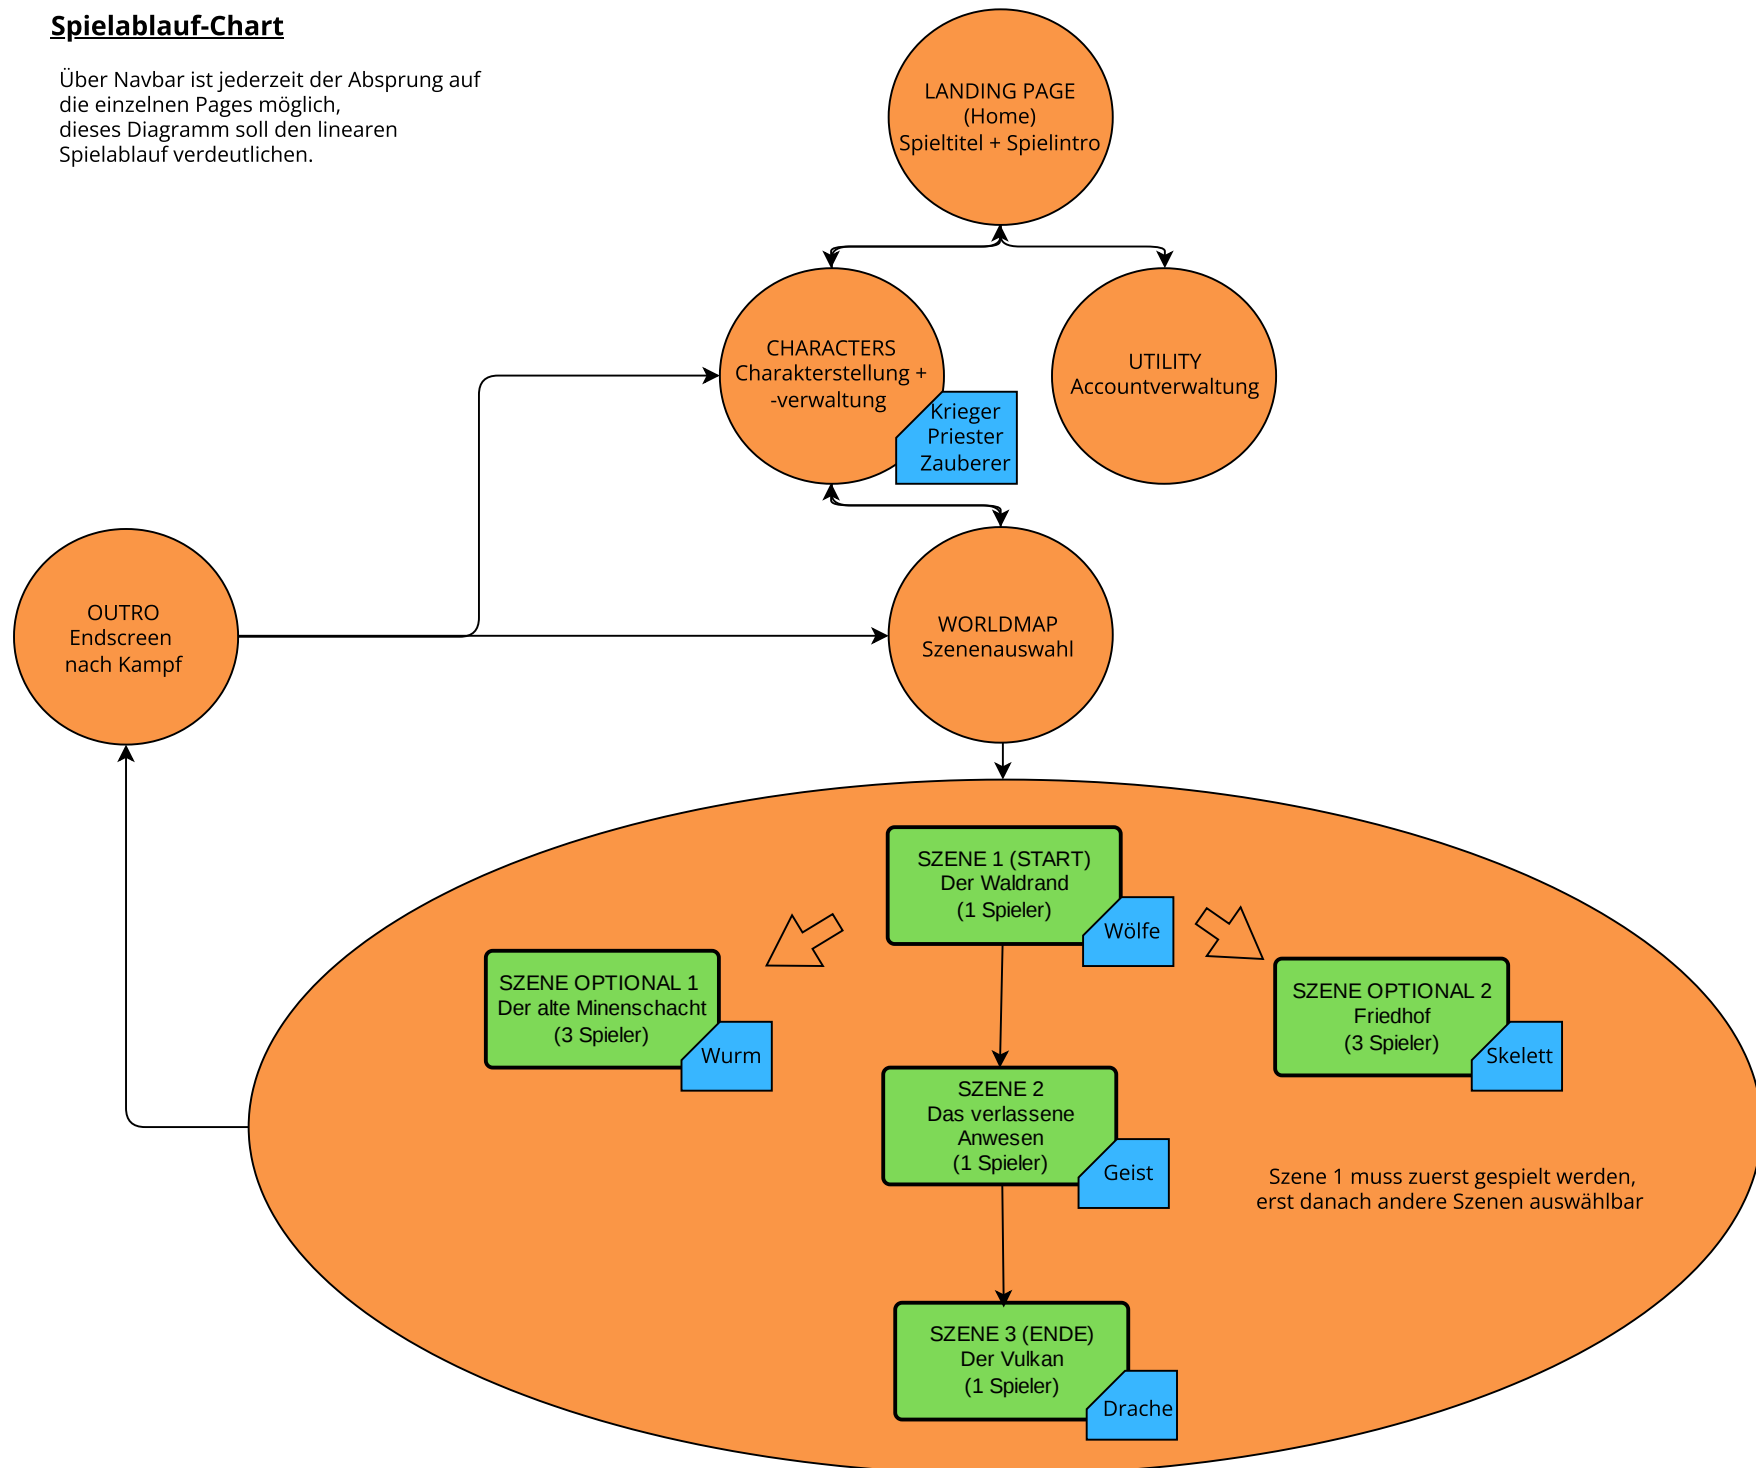 Spielablauf-Chart
Über Navbar ist jederzeit der Absprung auf
die einzelnen Pages möglich,
dieses Diagramm soll den linearen
Spielablauf verdeutlichen.
LANDING PAGE
(Home)
Spieltitel + Spielintro
CHARACTERS
Charakterstellung +
-verwaltung
Krieger
Priester
Zauberer
UTILITY
Accountverwaltung
OUTRO
Endscreen
nach Kampf
WORLDMAP
Szenenauswahl
SZENE 1 (START)
Der Waldrand
(1 Spieler)
Wölfe
SZENE OPTIONAL 1
Der alte Minenschacht
(3 Spieler)
Wurm
SZENE OPTIONAL 2
Friedhof
(3 Spieler)
Skelett
SZENE 2
Das verlassene
Anwesen
(1 Spieler)
Geist
Szene 1 muss zuerst gespielt werden,
erst danach andere Szenen auswählbar
SZENE 3 (ENDE)
Der Vulkan
(1 Spieler)
Drache